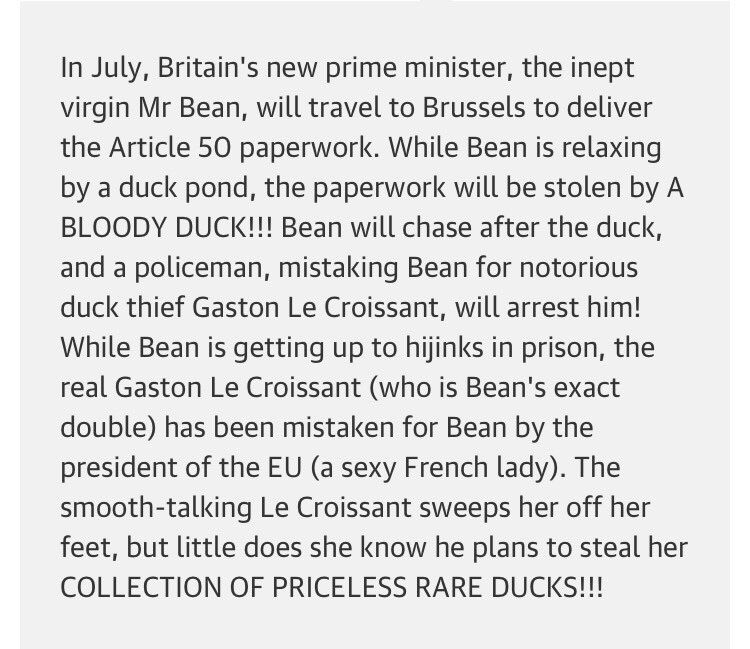 In July, Britain's new prime minister, the inept
virgin Mr Bean, will travel to Brussels to deliver
the Article 50 paperwork. While Bean is relaxing
by a duck pond, the paperwork will be stolen by A
BLOODY DUCK!!! Bean will chase after the duck,
and a policeman, mistaking Bean for notorious
duck thief Gaston Le Croissant, will arrest him!
While Bean is getting up to hijinks in prison, the
real Gaston Le Croissant (who is Bean's exact
double) has been mistaken for Bean by the
president of the EU (a sexy French lady). The
smooth-talking Le Croissant sweeps her off her
feet, but little does she know he plans to steal her
COLLECTION OF PRICELESS RARE DUCKS!!!